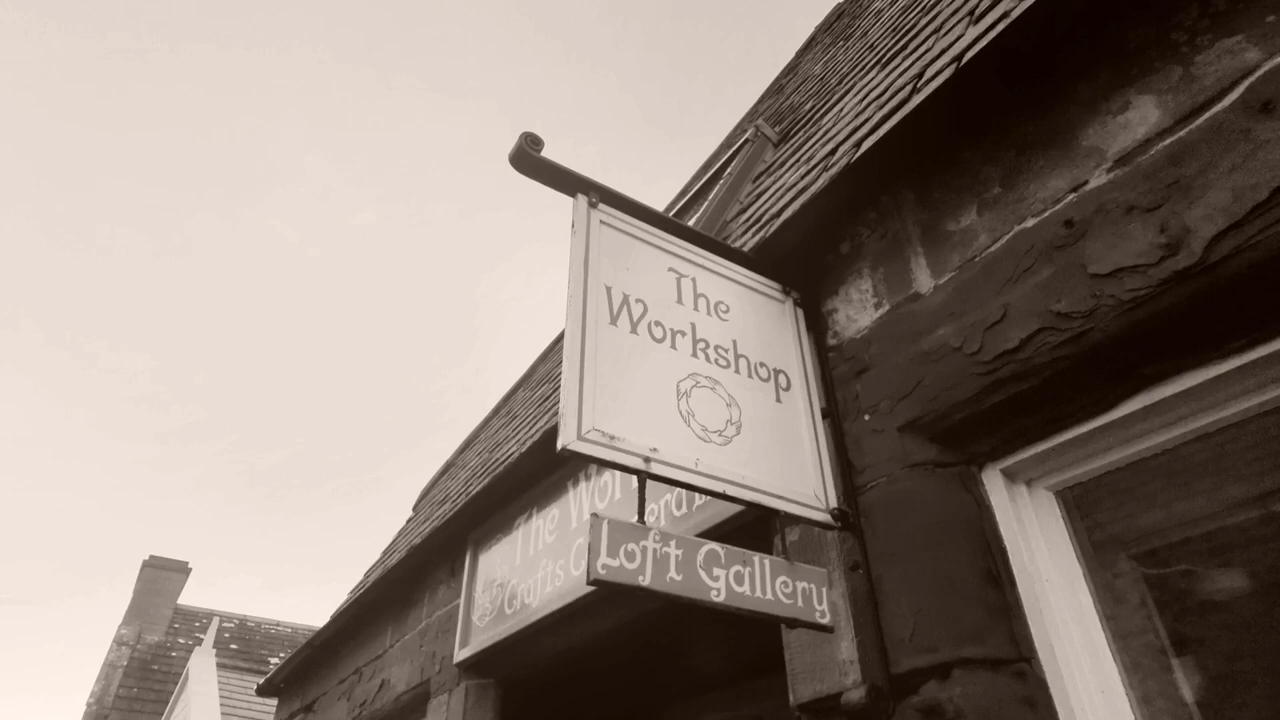 The
Workshop
The
Crafts
Loft Gallery